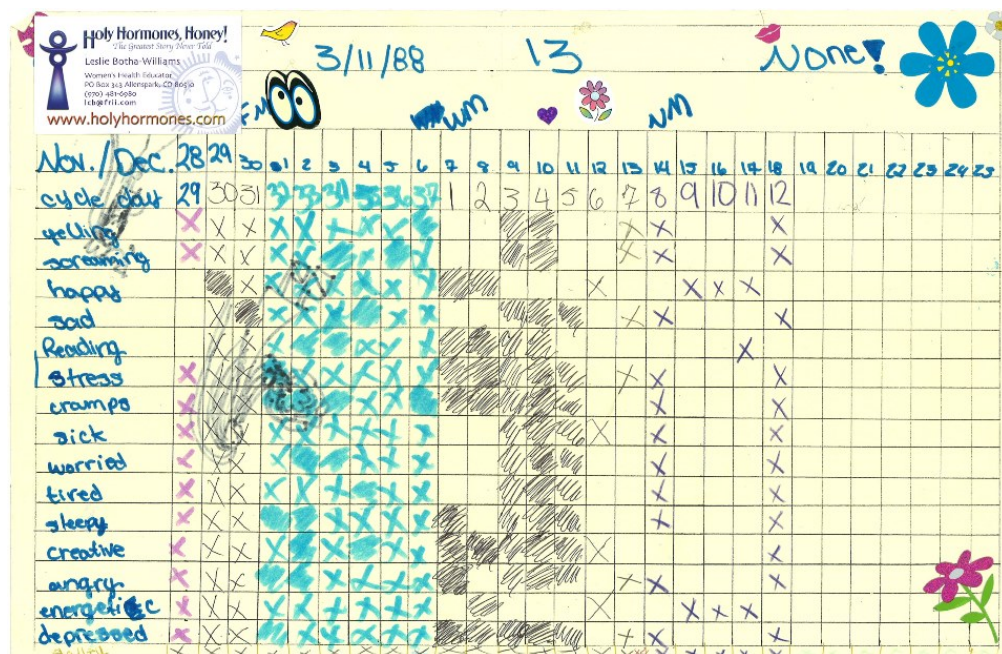 Holy Hormones, Honey!
The Greatest Story Never Told
Leslie Botha-Williams
Women's Health Educator
PO Box 343 Allenspark, CO 80510
(970) 481-0980
lcb@frii.com
www.holyhormones.com
3/11/88 13 None!
FM WM NM
Nov./Dec. 28 29 30 1 2 3 4 5 6 7 8 9 10 11 12 13 14 15 16 17 18 19 20 21 22 23 24 25
cycle day 29 30 31 32 33 34 35 36 37 1 2 3 4 5 6 7 8 9 10 11 12
yelling
screaming
happy
sad
Reading
stress
cramps
sick
worried
tired
sleepy
creative
angry
energetic
depressed